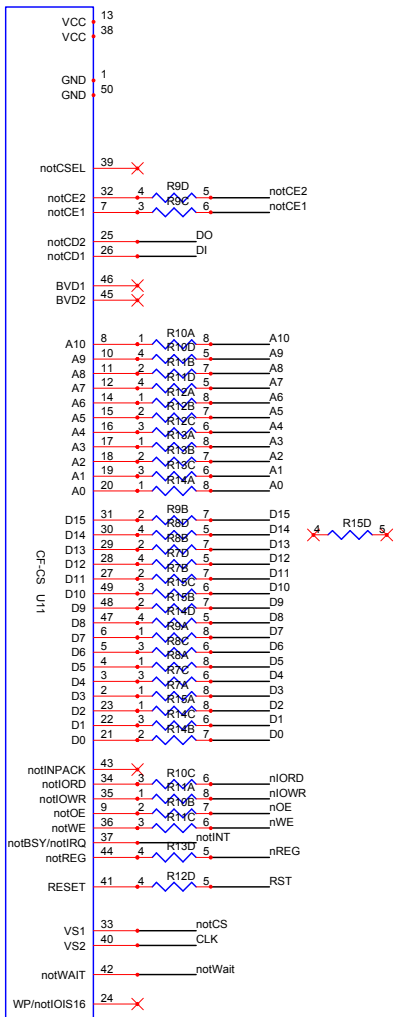 VCC 13
VCC 38
GND 1
GND 50
notCSEL 39
R9D
notCE2 32 4 5 notCE2
R9C
notCE1 7 3 6 notCE1
notCD2 25 DO
notCD1 26 DI
BVD1 46
BVD2 45
R10A
A10 8 1 8 A10
R10D
A9 10 4 5 A9
R11B
A8 11 2 7 A8
R11D
A7 12 4 5 A7
R12A
A6 14 1 8 A6
R12B
A5 15 2 7 A5
R12C
A4 16 3 6 A4
R13A
A3 17 1 8 A3
R13B
A2 18 2 7 A2
R13C
A1 19 3 6 A1
R14A
A0 20 1 8 A0
R9B
D15 31 2 7 D15
R8D
D14 30 4 5 D14
R8B
D13 29 2 7 D13
R7D
D12 28 4 5 D12
R7B
D11 27 2 7 D11
R15C
D10 49 3 6 D10
R15B
D9 48 2 7 D9
R14D
D8 47 4 5 D8
R9A
D7 6 1 8 D7
R8C
D6 5 3 6 D6
R8A
D5 4 1 8 D5
R7C
D4 3 3 6 D4
R7A
D3 2 1 8 D3
R15A
D2 23 1 8 D2
R14C
D1 22 3 6 D1
R14B
D0 21 2 7 D0
4 R15D 5
CF-CS U11
notINPACK 43
R10C
notIORD 34 3 6 nIORD
R11A
notIOWR 35 1 8 nIOWR
R10B
notOE 9 2 7 nOE
R11C
notWE 36 3 6 nWE
notBSY/notIRQ 37 notINT
R13D
notREG 44 4 5 nREG
R12D
RESET 41 4 5 RST
VS1 33 notCS
VS2 40 CLK
notWAIT 42 notWait
WP/notIOIS16 24